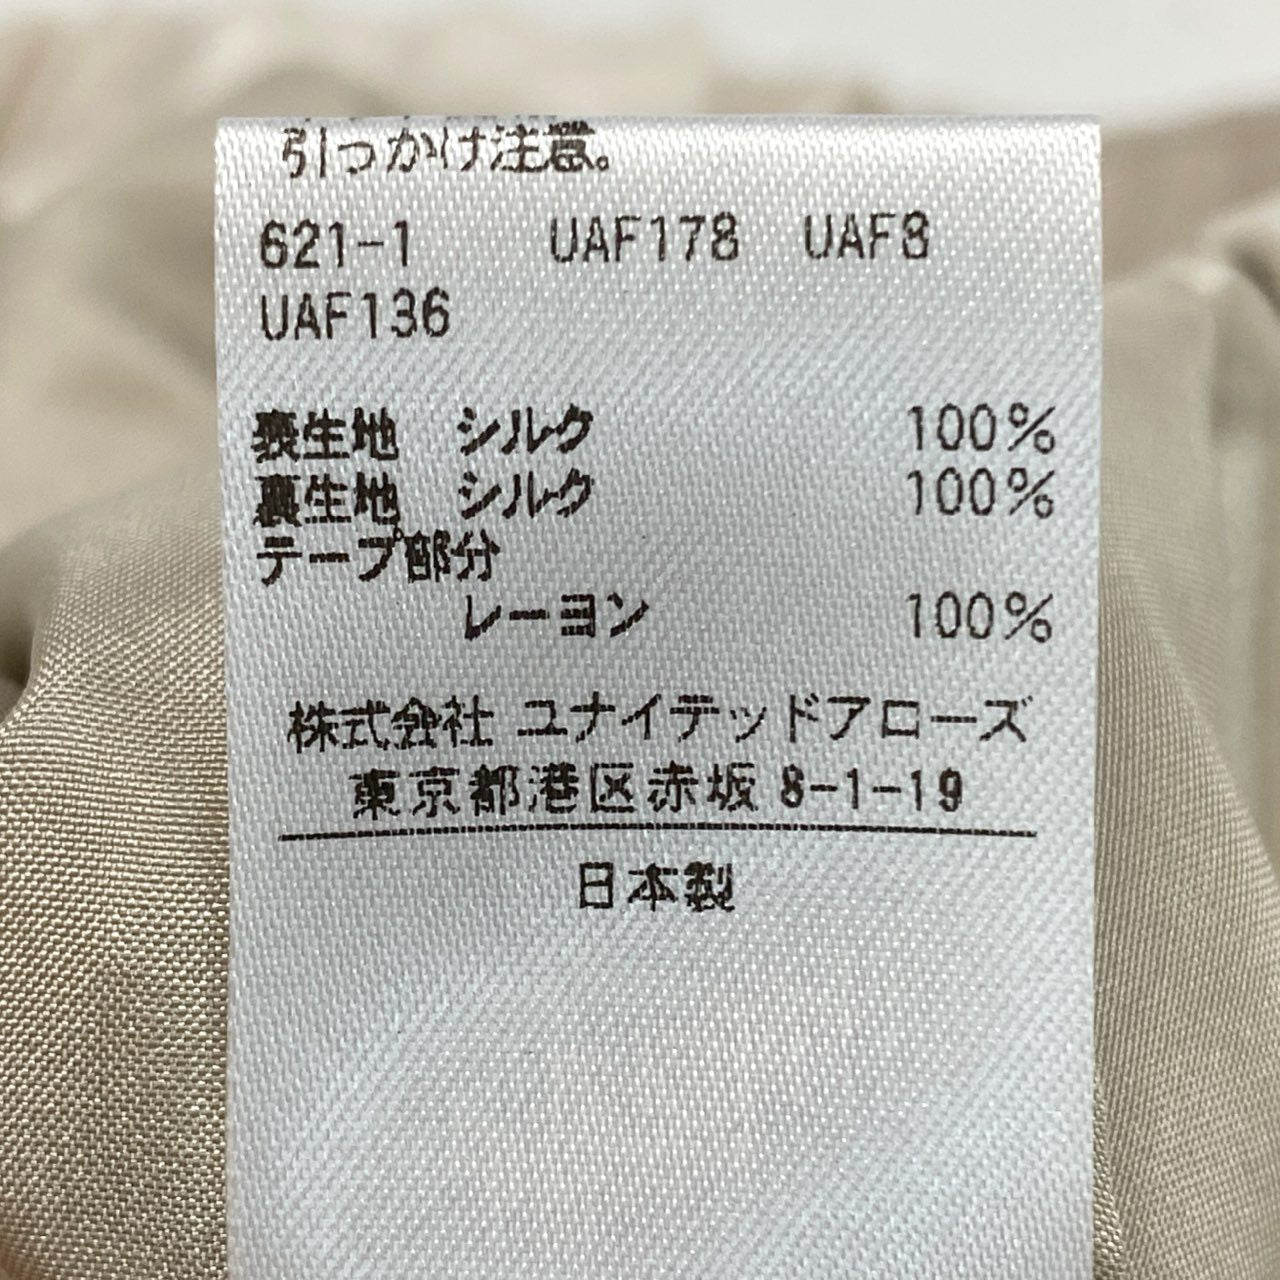 引っかけ注意。
621-1 UAF178 UAF8
UAF136
表生地 シルク 100%
裏生地 シルク 100%
テープ部分
レーヨン 100%
株式会社 ユナイテッドアローズ
東京都港区赤坂 8-1-19
日本製